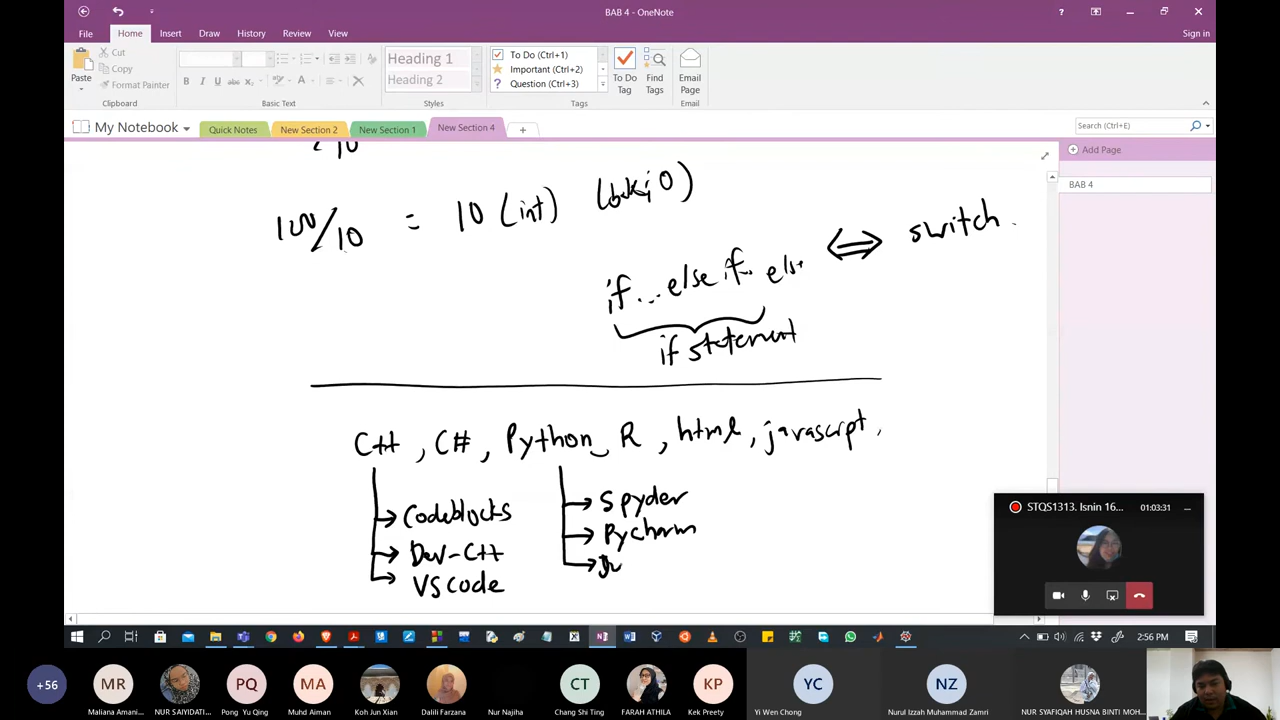 BAB 4 - OneNote
File Home Insert Draw History Review View Sign in
Paste
Cut
Copy
Format Painter
Clipboard
B I U abc
Basic Text
Heading 1
Heading 2
Styles
To Do (Ctrl+1)
Important (Ctrl+2)
Question (Ctrl+3)
To Do Tag
Find Tags
Tags
Email Page
Email
My Notebook Quick Notes New Section 2 New Section 1 New Section 4 Search (Ctrl+E)
Add Page
BAB 4
100/10 = 10 (int) (baki 0)
if... else if.. else ⇔ switch.
if statement
C++, C#, Python, R, html, javascript,
Codeblocks Spyder
Dev-C++ Pycharm
VS code
STQS1313. Isnin 16... 01:03:31
2:56 PM
+56 MR PQ MA CT KP YC NZ
Maliana Amani... NUR SAIYIDATI... Pong Yu Qing Muhd Aiman Koh Jun Xian Dalili Farzana Nur Najiha Chang Shi Ting FARAH ATHILA Kek Preety Yi Wen Chong Nurul Izzah Muhammad Zamri NUR SYAFIQAH HUSNA BINTI MOH...